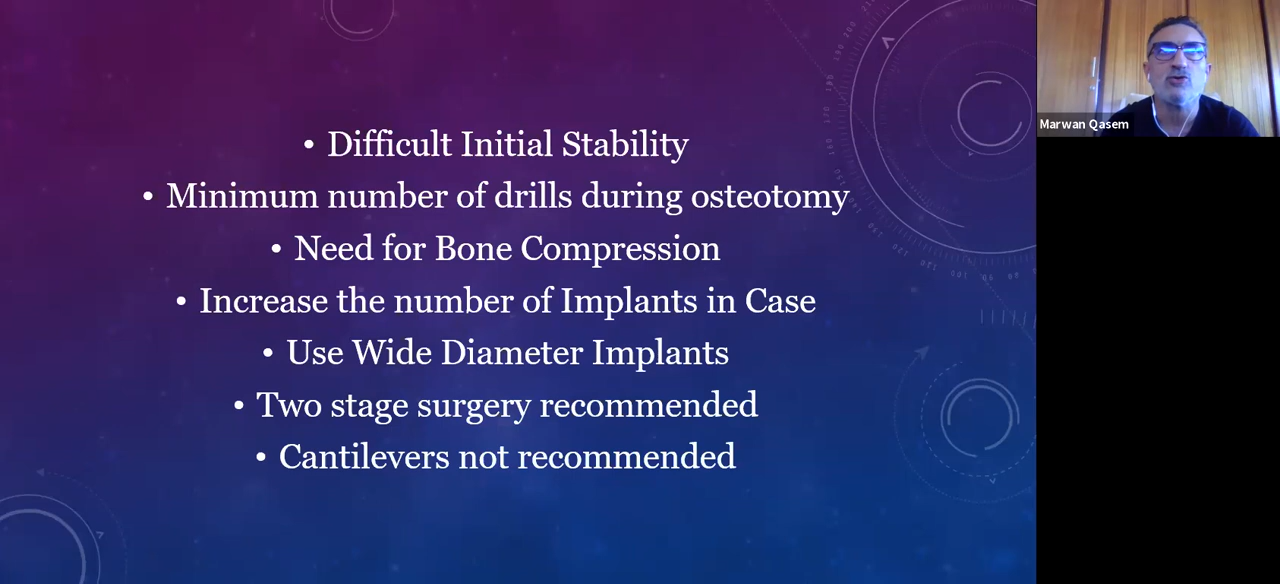 • Difficult Initial Stability
• Minimum number of drills during osteotomy
• Need for Bone Compression
• Increase the number of Implants in Case
• Use Wide Diameter Implants
• Two stage surgery recommended
• Cantilevers not recommended
Marwan Qasem